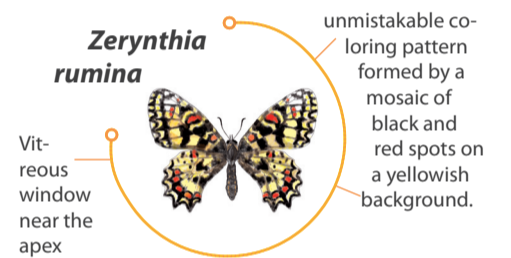 Zerynthia
rumina
Vit-
reous
window
near the
apex
unmistakable co-
loring pattern
formed by a
mosaic of
black and
red spots on
a yellowish
background.